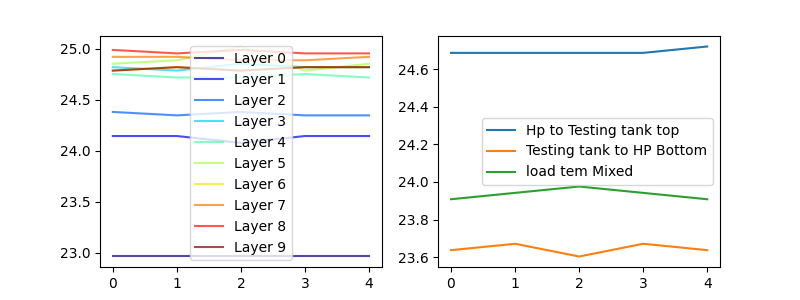 25.0
24.5
24.0
23.5
23.0
0
1
2
3
4
Layer 0
Layer 1
Layer 2
Layer 3
Layer 4
Layer 5
Layer 6
Layer 7
Layer 8
Layer 9
24.6
24.4
24.2
24.0
23.8
23.6
0
1
2
3
4
Hp to Testing tank top
Testing tank to HP Bottom
load tem Mixed